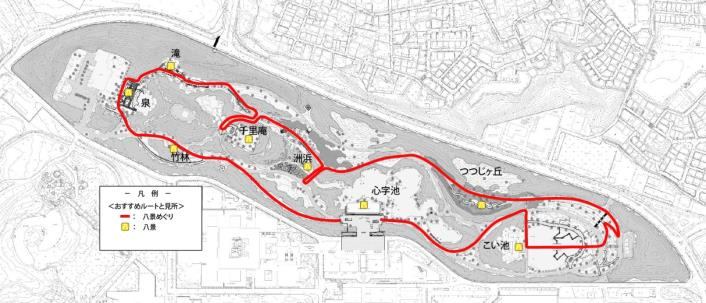 滝
泉
千里庵
竹林
洲浜
つつじヶ丘
心字池
こい池
― 凡　例 ―
＜おすすめルートと見所＞
： 八景めぐり
： 八景